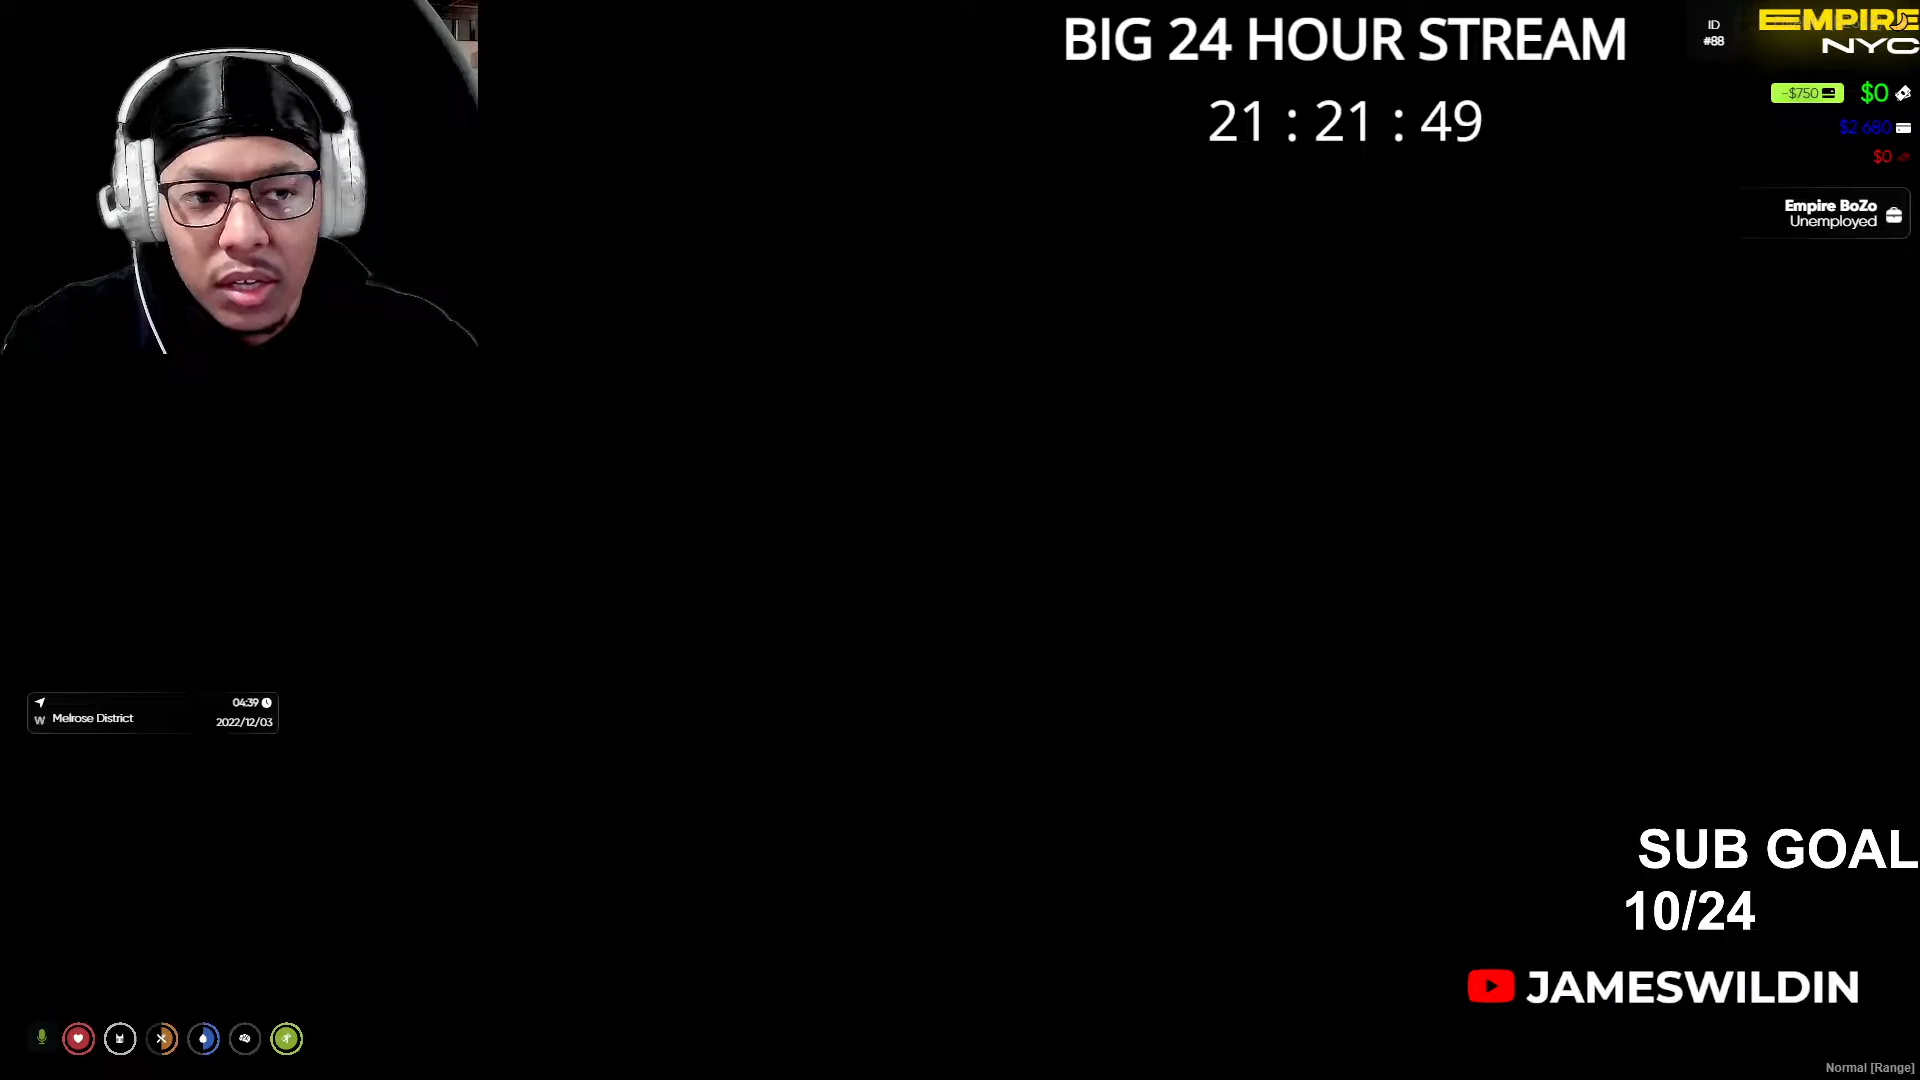 BIG 24 HOUR STREAM
21 : 21 : 49
ID
#88
EMPIRE
NYC
-$750
$0
$2 680
$0
Empire BoZo
Unemployed
04:39
W Melrose District
2022/12/03
SUB GOAL
10/24
JAMESWILDIN
Normal [Range]